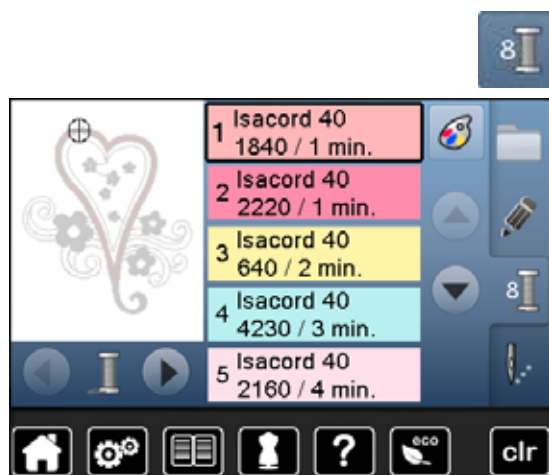 8
1 Isacord 40
1840 / 1 min.
2 Isacord 40
2220 / 1 min.
3 Isacord 40
640 / 2 min.
8
4 Isacord 40
4230 / 3 min.
5 Isacord 40
2160 / 4 min.
?
eco
clr